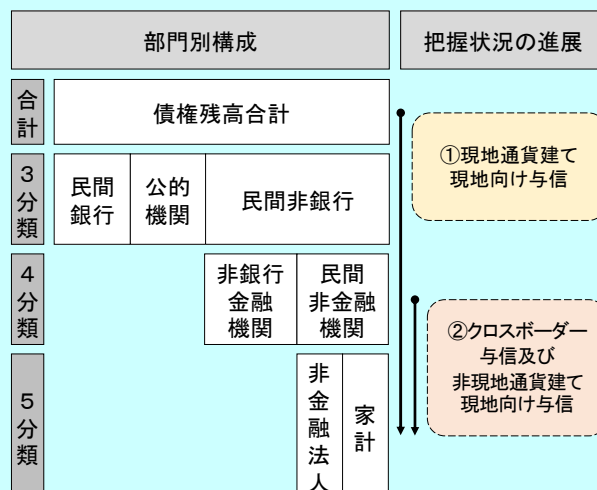 部門別構成
把握状況の進展
合計
債権残高合計
①現地通貨建て
現地向け与信
3分類
民間
銀行
公的
機関
民間非銀行
4分類
非銀行
金融
機関
民間
非金融
機関
②クロスボーダー
与信及び
非現地通貨建て
現地向け与信
5分類
非金融法人
家計